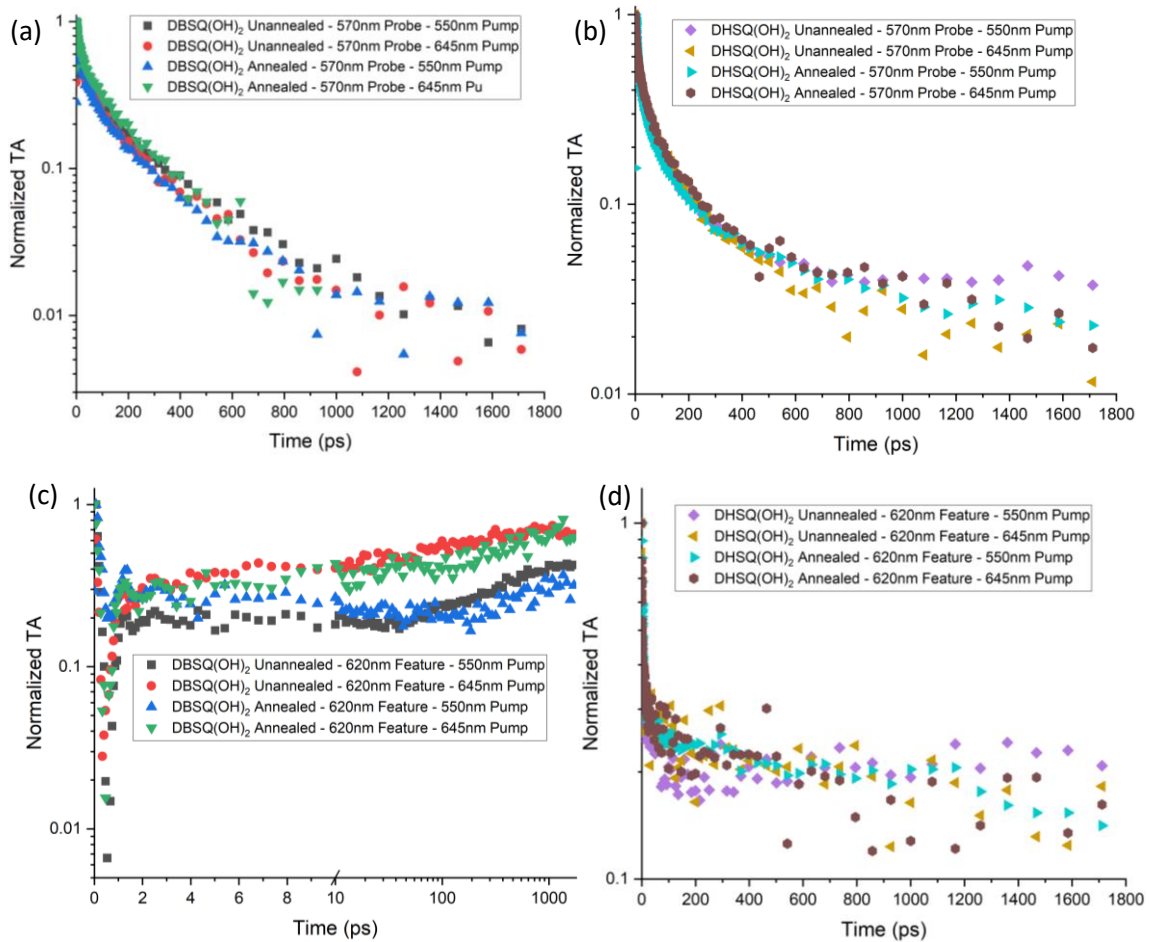 (a)
DBSQ(OH)₂ Unannealed - 570nm Probe - 550nm Pump
DBSQ(OH)₂ Unannealed - 570nm Probe - 645nm Pump
DBSQ(OH)₂ Annealed - 570nm Probe - 550nm Pump
DBSQ(OH)₂ Annealed - 570nm Probe - 645nm Pu
Normalized TA
1
0.1
0.01
0 200 400 600 800 1000 1200 1400 1600 1800
Time (ps)
(b)
DHSQ(OH)₂ Unannealed - 570nm Probe - 550nm Pump
DHSQ(OH)₂ Unannealed - 570nm Probe - 645nm Pump
DHSQ(OH)₂ Annealed - 570nm Probe - 550nm Pump
DHSQ(OH)₂ Annealed - 570nm Probe - 645nm Pump
Normalized TA
1
0.1
0.01
0 200 400 600 800 1000 1200 1400 1600 1800
Time (ps)
(c)
Normalized TA
1
0.1
0.01
DBSQ(OH)₂ Unannealed - 620nm Feature - 550nm Pump
DBSQ(OH)₂ Unannealed - 620nm Feature - 645nm Pump
DBSQ(OH)₂ Annealed - 620nm Feature - 550nm Pump
DBSQ(OH)₂ Annealed - 620nm Feature - 645nm Pump
0 2 4 6 8 10 100 1000
Time (ps)
(d)
DHSQ(OH)₂ Unannealed - 620nm Feature - 550nm Pump
DHSQ(OH)₂ Unannealed - 620nm Feature - 645nm Pump
DHSQ(OH)₂ Annealed - 620nm Feature - 550nm Pump
DHSQ(OH)₂ Annealed - 620nm Feature - 645nm Pump
Normalized TA
1
0.1
0 200 400 600 800 1000 1200 1400 1600 1800
Time (ps)